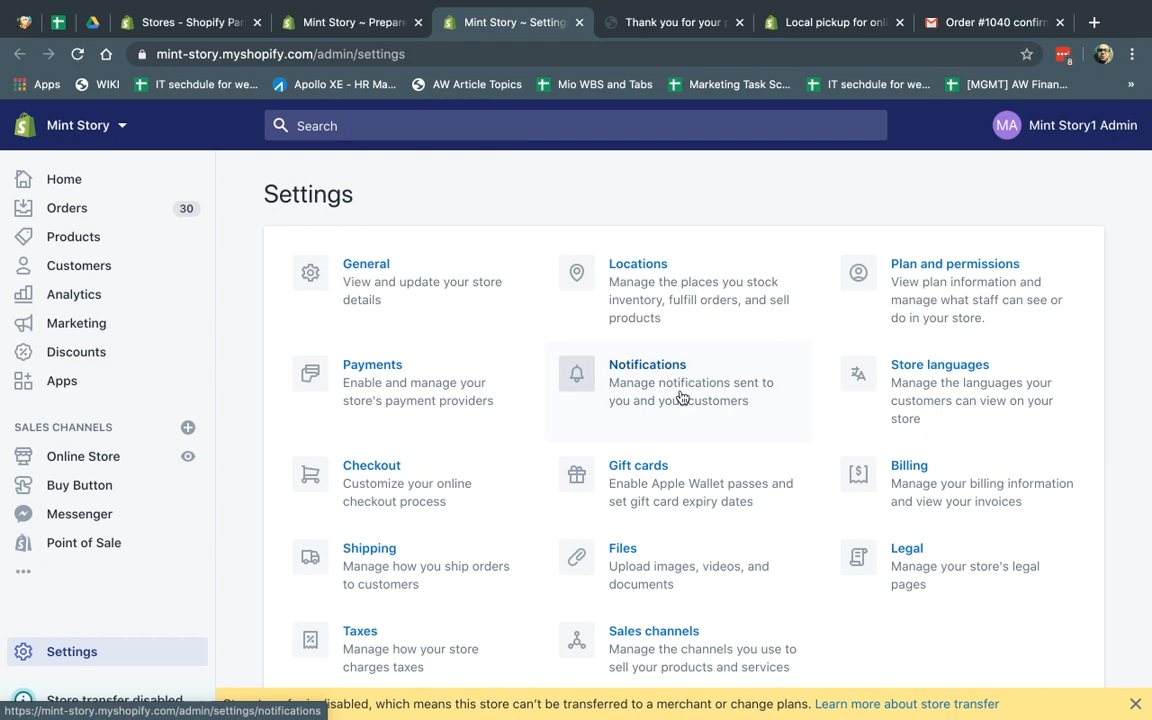 Stores - Shopify Par
Mint Story ~ Prepare
Mint Story ~ Setting
Thank you for your
Local pickup for onli
Order #1040 confirm
mint-story.myshopify.com/admin/settings
8
Apps
WIKI
IT sechdule for we...
Apollo XE - HR Ma...
AW Article Topics
Mio WBS and Tabs
Marketing Task Sc...
IT sechdule for we...
[MGMT] AW Finan...
»
Mint Story
Search
MA
Mint Story1 Admin
Home
Orders
30
Products
Customers
Analytics
Marketing
Discounts
Apps
SALES CHANNELS
Online Store
Buy Button
Messenger
Point of Sale
Settings
Store transfer disabled
https://mint-story.myshopify.com/admin/settings/notifications
Settings
General
View and update your store
details
Locations
Manage the places you stock
inventory, fulfill orders, and sell
products
Plan and permissions
View plan information and
manage what staff can see or
do in your store.
Payments
Enable and manage your
store's payment providers
Notifications
Manage notifications sent to
you and your customers
Store languages
Manage the languages your
customers can view on your
store
Checkout
Customize your online
checkout process
Gift cards
Enable Apple Wallet passes and
set gift card expiry dates
Billing
Manage your billing information
and view your invoices
Shipping
Manage how you ship orders
to customers
Files
Upload images, videos, and
documents
Legal
Manage your store's legal
pages
Taxes
Manage how your store
charges taxes
Sales channels
Manage the channels you use to
sell your products and services
disabled, which means this store can't be transferred to a merchant or change plans. Learn more about store transfer